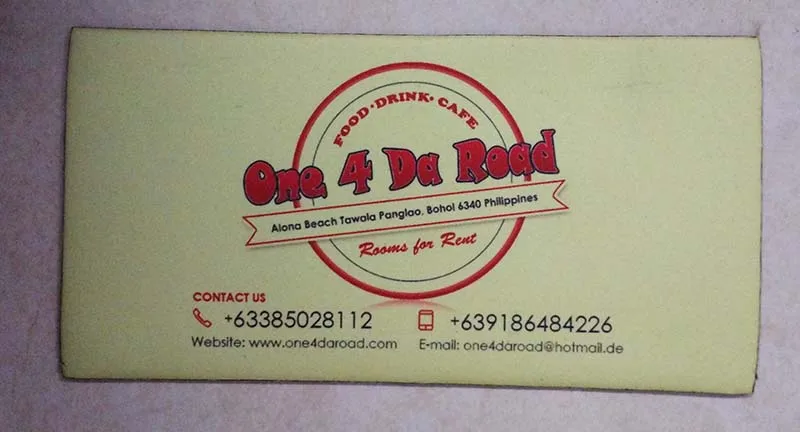 FOOD·DRINK·CAFE
One 4 Da Road
Alona Beach Tawala Panglao, Bohol 6340 Philippines
Rooms for Rent
CONTACT US
+63385028112 +639186484226
Website: www.one4daroad.com E-mail: one4daroad@hotmail.de